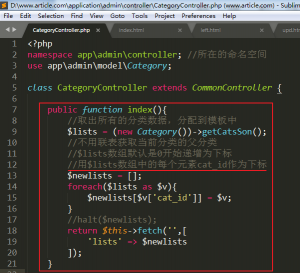 D:\www.article.com\application\admin\controller\CategoryController.php (www.article.com) - Sublim
File Edit Selection Find View Goto Tools Project Preferences Help
CategoryController.php index.html left.html
1 <?php
2 namespace app\admin\controller; //所在的命名空间
3 use app\admin\model\Category;
4
5 class CategoryController extends CommonController {
6
7 public function index(){
8 //取出所有的分类数据,分配到模板中
9 $lists = (new Category())->getCatsSon();
10 //不用联表获取当前分类的父分类
11 //$lists数组默认是0开始递增为下标
12 //用$lists数组中的每个元素cat_id作为下标
13 $newlists = [];
14 foreach($lists as $v){
15 $newlists[$v['cat_id']] = $v;
16 }
17 //halt($newlists);
18 return $this->fetch('',[
19 'lists' => $newlists
20 ]);
21 }